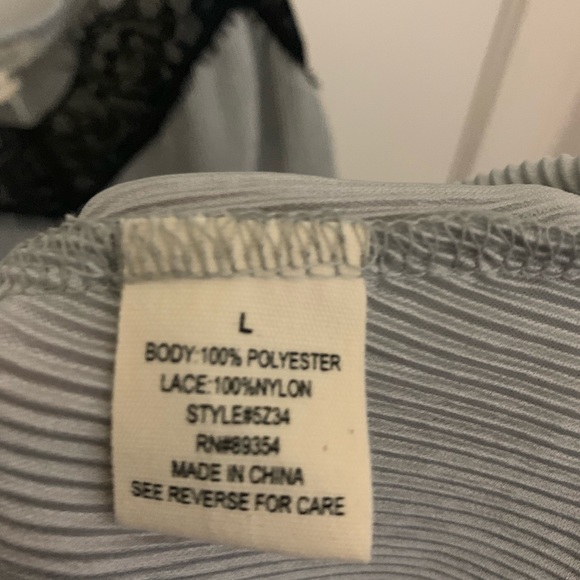 L
BODY:100% POLYESTER
LACE:100%NYLON
STYLE#5Z34
RN#89354
MADE IN CHINA
SEE REVERSE FOR CARE